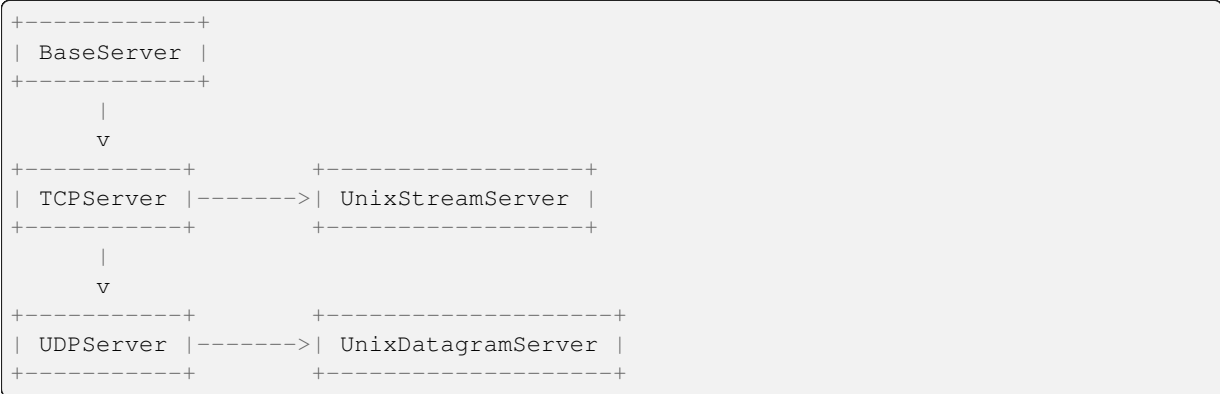 +------------+
| BaseServer |
+------------+
      |
      v
+-----------+        +------------------+
| TCPServer |------->| UnixStreamServer |
+-----------+        +------------------+
      |
      v
+-----------+        +--------------------+
| UDPServer |------->| UnixDatagramServer |
+-----------+        +--------------------+